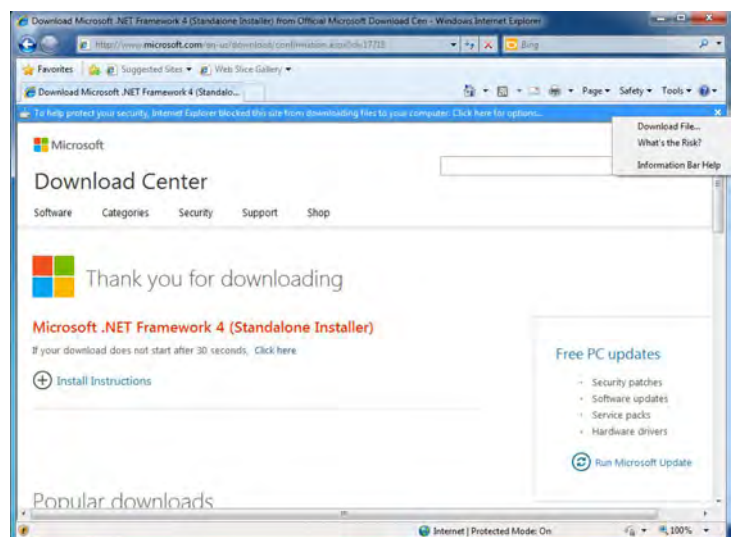 Download Microsoft .NET Framework 4 (Standalone Installer) from Official Microsoft Download Cen - Windows Internet Explorer
Bing
Favorites Suggested Sites Web Slice Gallery
Download Microsoft .NET Framework 4 (Standalo...
Page Safety Tools
To help protect your security, Internet Explorer blocked this site from downloading files to your computer. Click here for options...
Download File...
What's the Risk?
Information Bar Help
Microsoft
Download Center
Software Categories Security Support Shop
Thank you for downloading
Microsoft .NET Framework 4 (Standalone Installer)
If your download does not start after 30 seconds, Click here
Install Instructions
Free PC updates
Security patches
Software updates
Service packs
Hardware drivers
Run Microsoft Update
Popular downloads
Internet | Protected Mode: On
100%